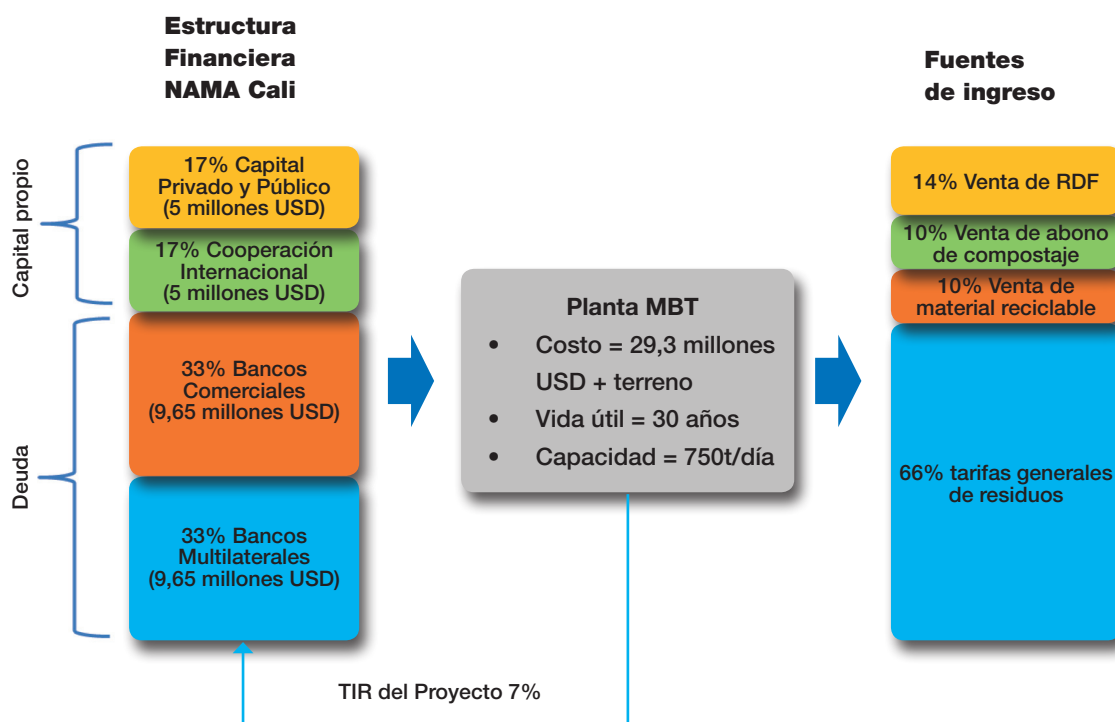 Estructura
Financiera
NAMA Cali
Capital propio
17% Capital
Privado y Público
(5 millones USD)
17% Cooperación
Internacional
(5 millones USD)
Deuda
33% Bancos
Comerciales
(9,65 millones USD)
33% Bancos
Multilaterales
(9,65 millones USD)
Planta MBT
• Costo = 29,3 millones
USD + terreno
• Vida útil = 30 años
• Capacidad = 750t/día
Fuentes
de ingreso
14% Venta de RDF
10% Venta de abono
de compostaje
10% Venta de
material reciclable
66% tarifas generales
de residuos
TIR del Proyecto 7%